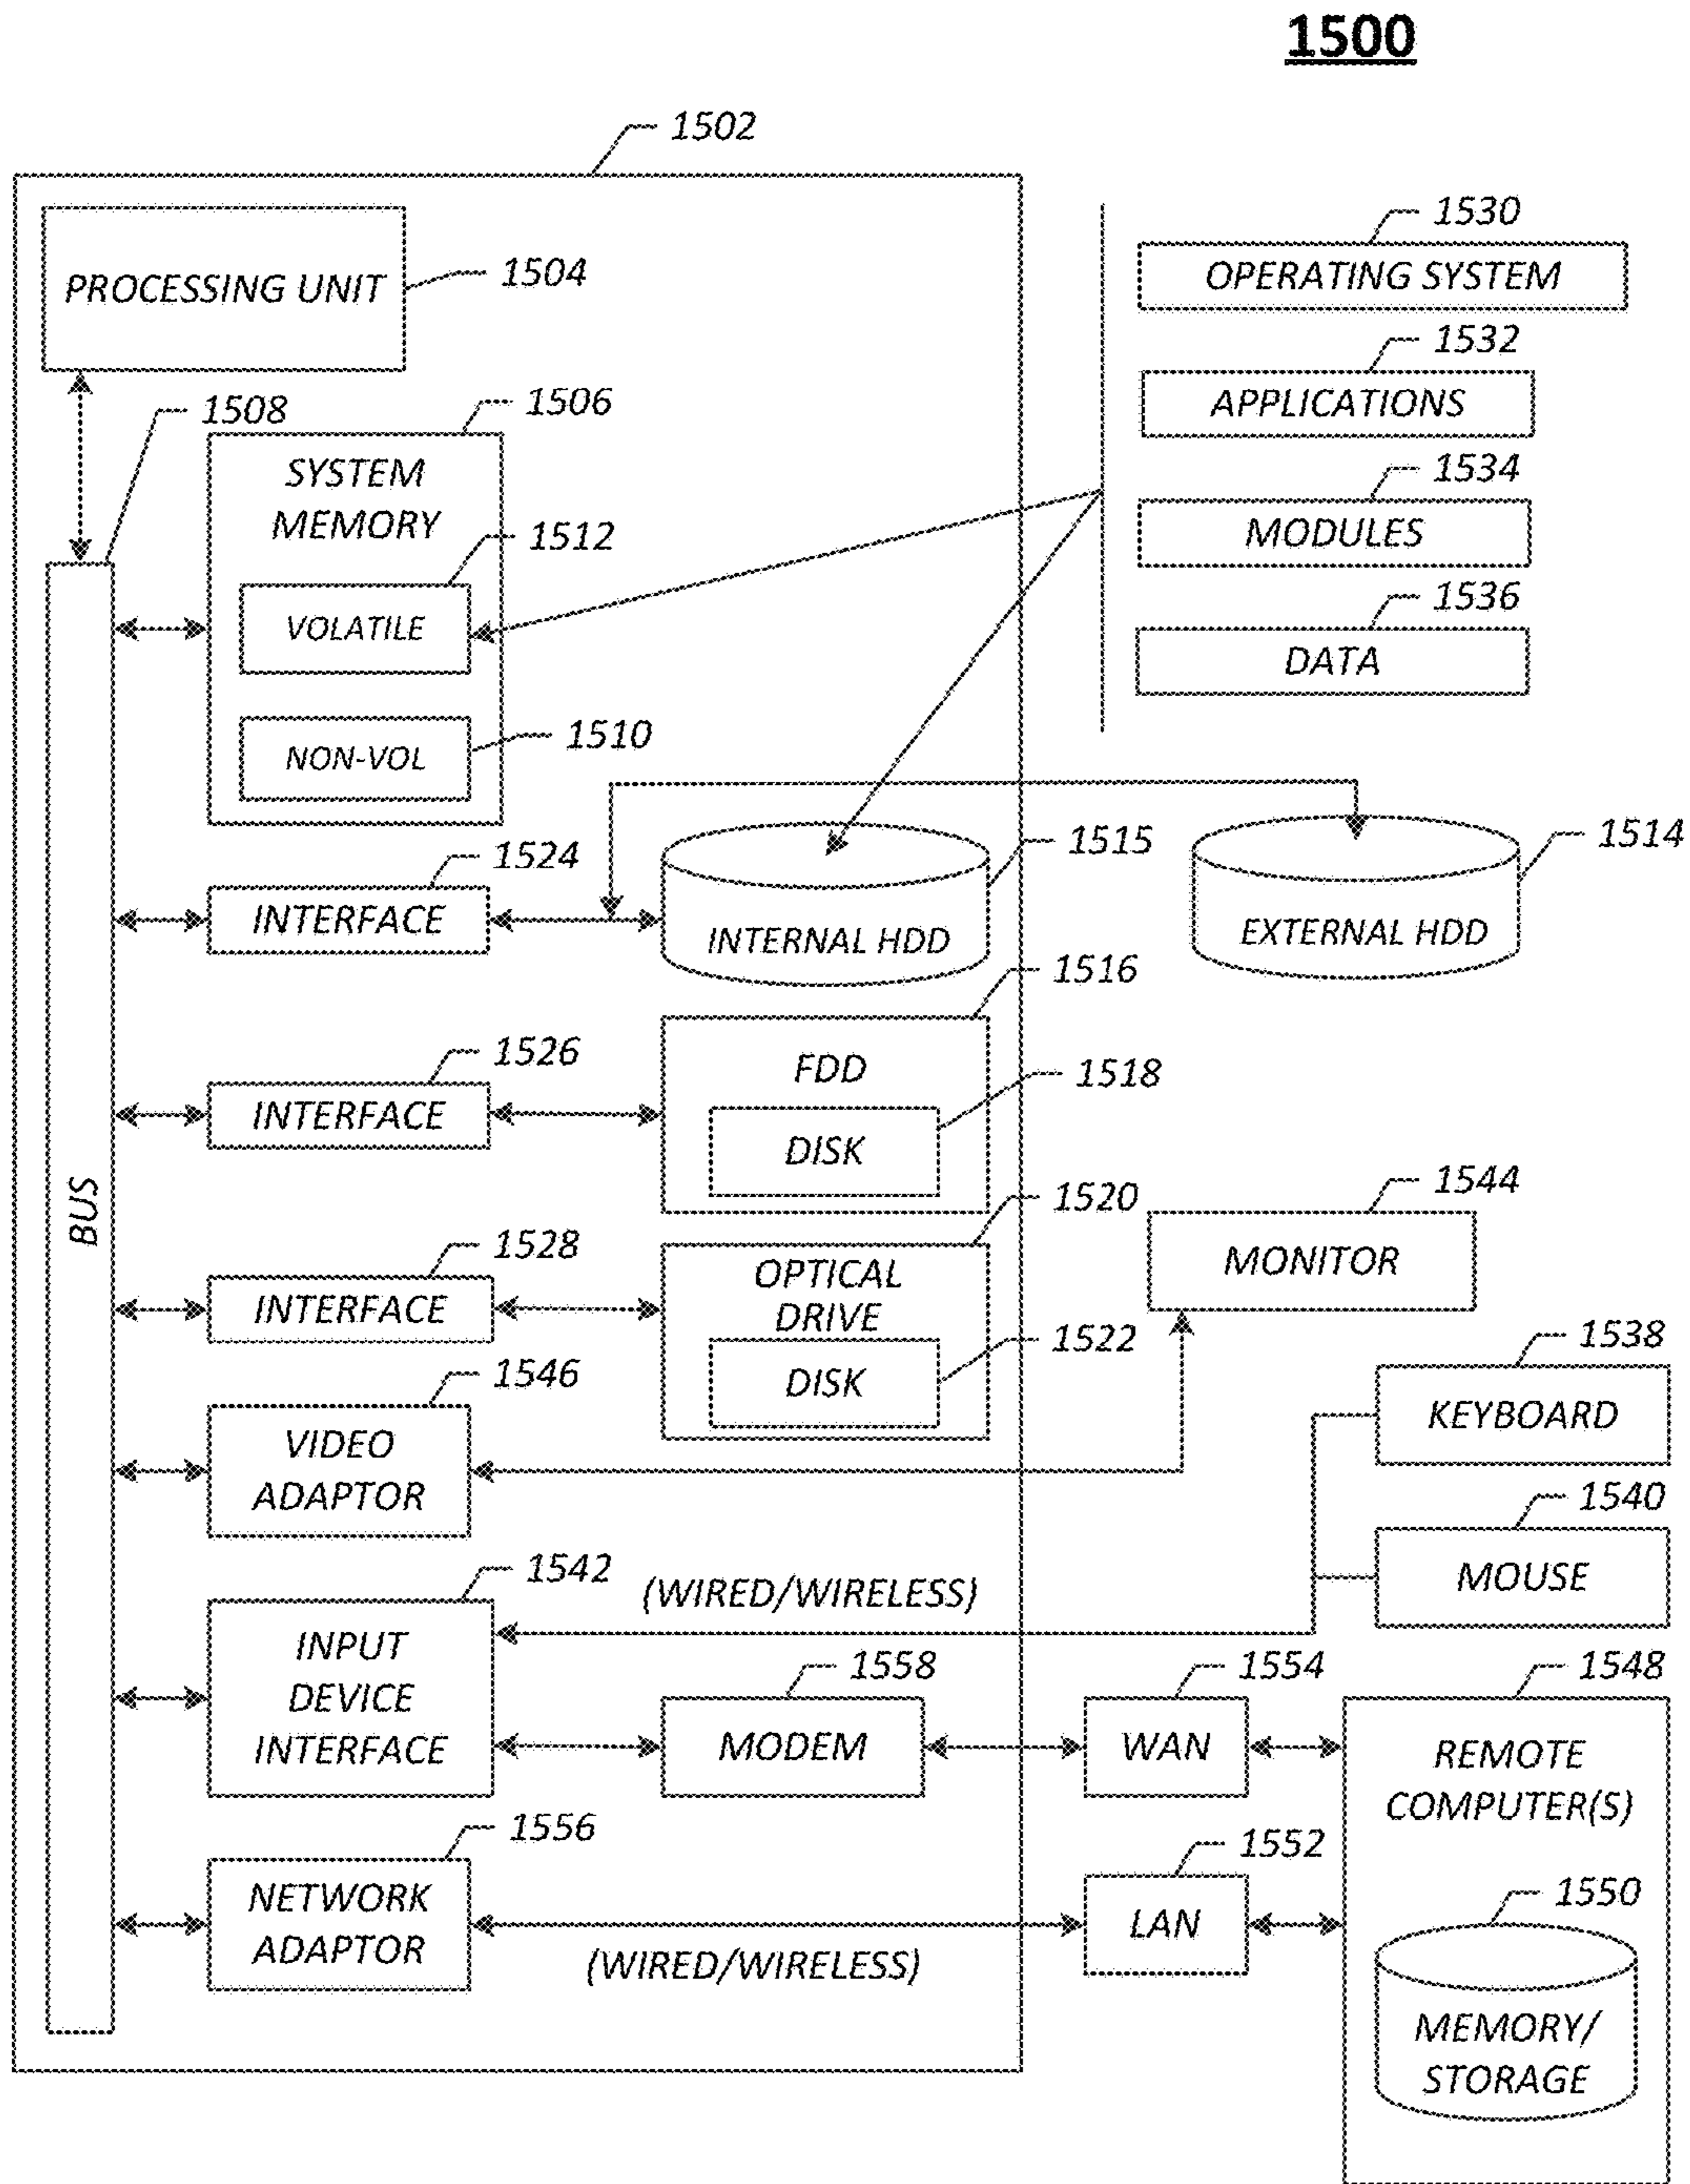 1500
1502
PROCESSING UNIT
1504
1530
OPERATING SYSTEM
1532
APPLICATIONS
1508
1506
SYSTEM
MEMORY
1534
MODULES
1512
VOLATILE
1536
DATA
1510
NON-VOL
1524
INTERFACE
1515
INTERNAL HDD
1514
EXTERNAL HDD
1516
FDD
1526
INTERFACE
1518
DISK
BUS
1520
OPTICAL
DRIVE
1544
MONITOR
1528
INTERFACE
1522
DISK
1538
KEYBOARD
1546
VIDEO
ADAPTOR
1540
MOUSE
1542
INPUT
DEVICE
INTERFACE
(WIRED/WIRELESS)
1558
MODEM
1554
WAN
1548
REMOTE
COMPUTER(S)
1556
NETWORK
ADAPTOR
(WIRED/WIRELESS)
1552
LAN
1550
MEMORY/
STORAGE